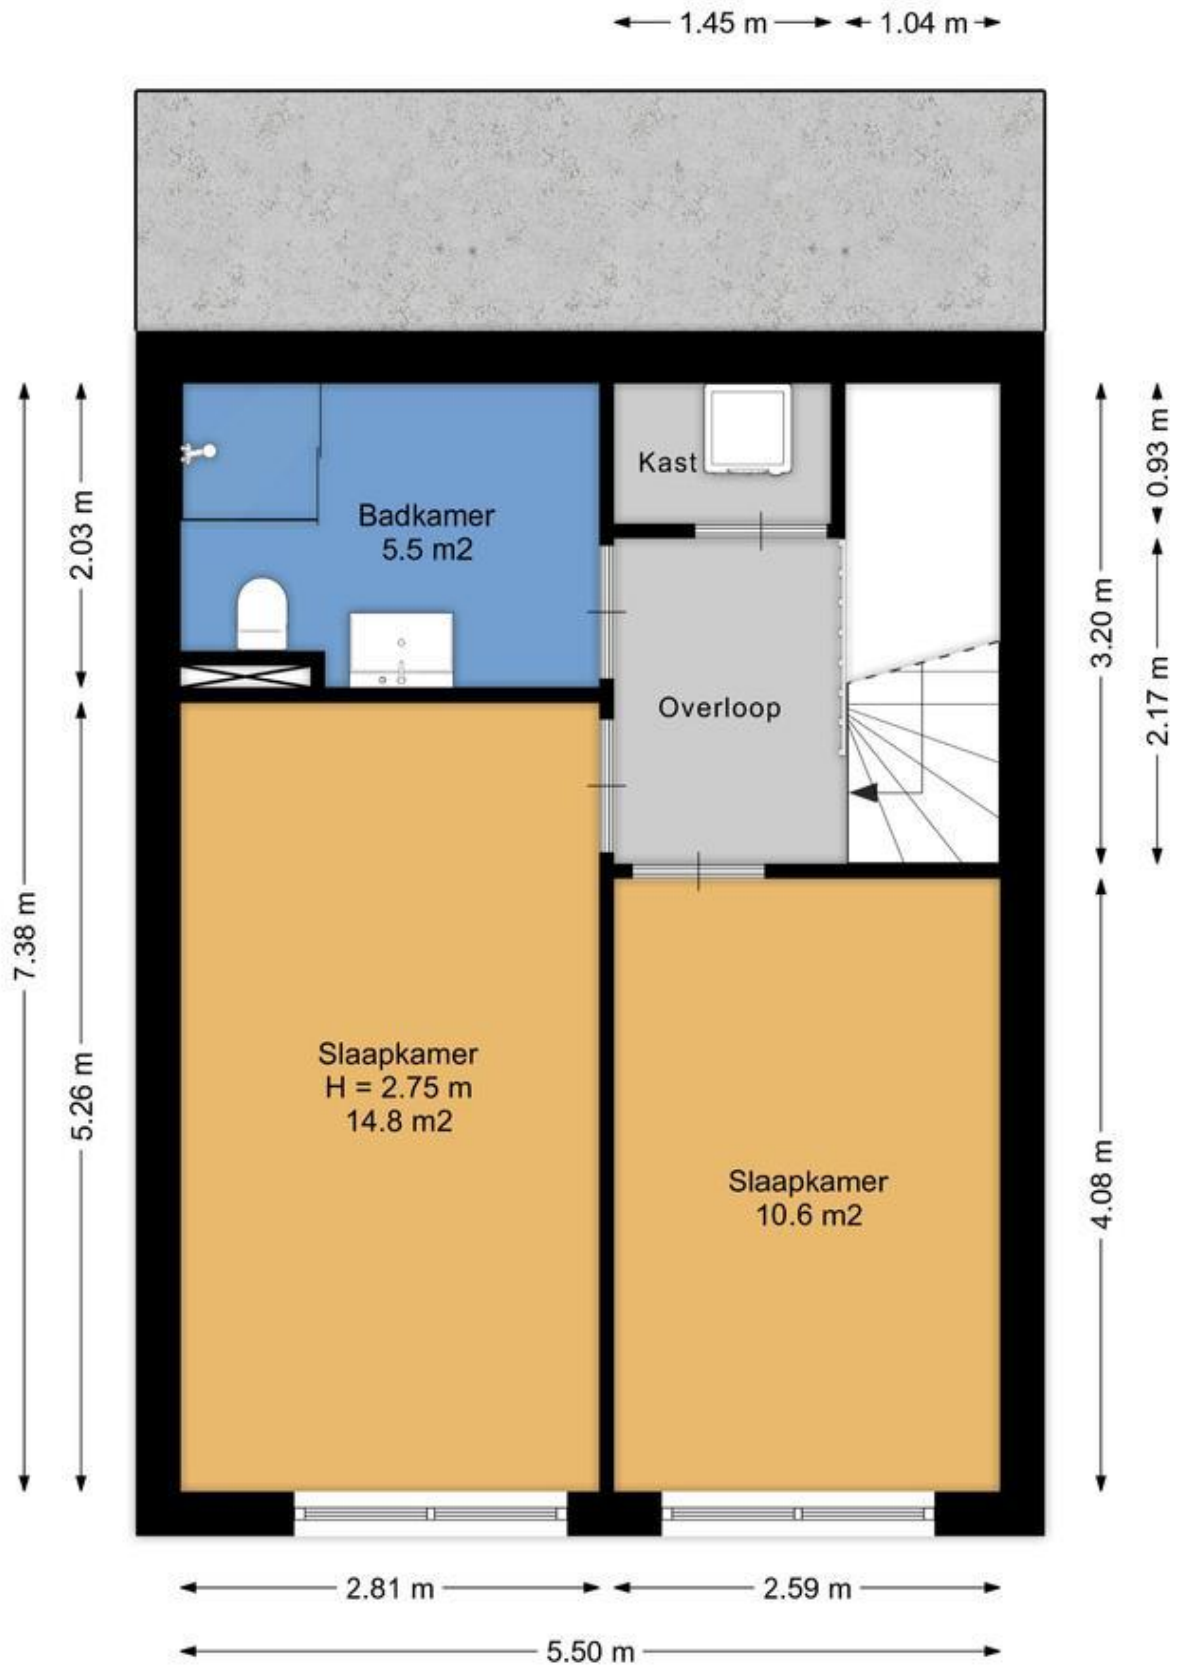 1.45 m
1.04 m
Kast
0.93 m
Badkamer
5.5 m2
2.03 m
3.20 m
2.17 m
Overloop
7.38 m
Slaapkamer
H = 2.75 m
14.8 m2
5.26 m
Slaapkamer
10.6 m2
4.08 m
2.81 m
2.59 m
5.50 m